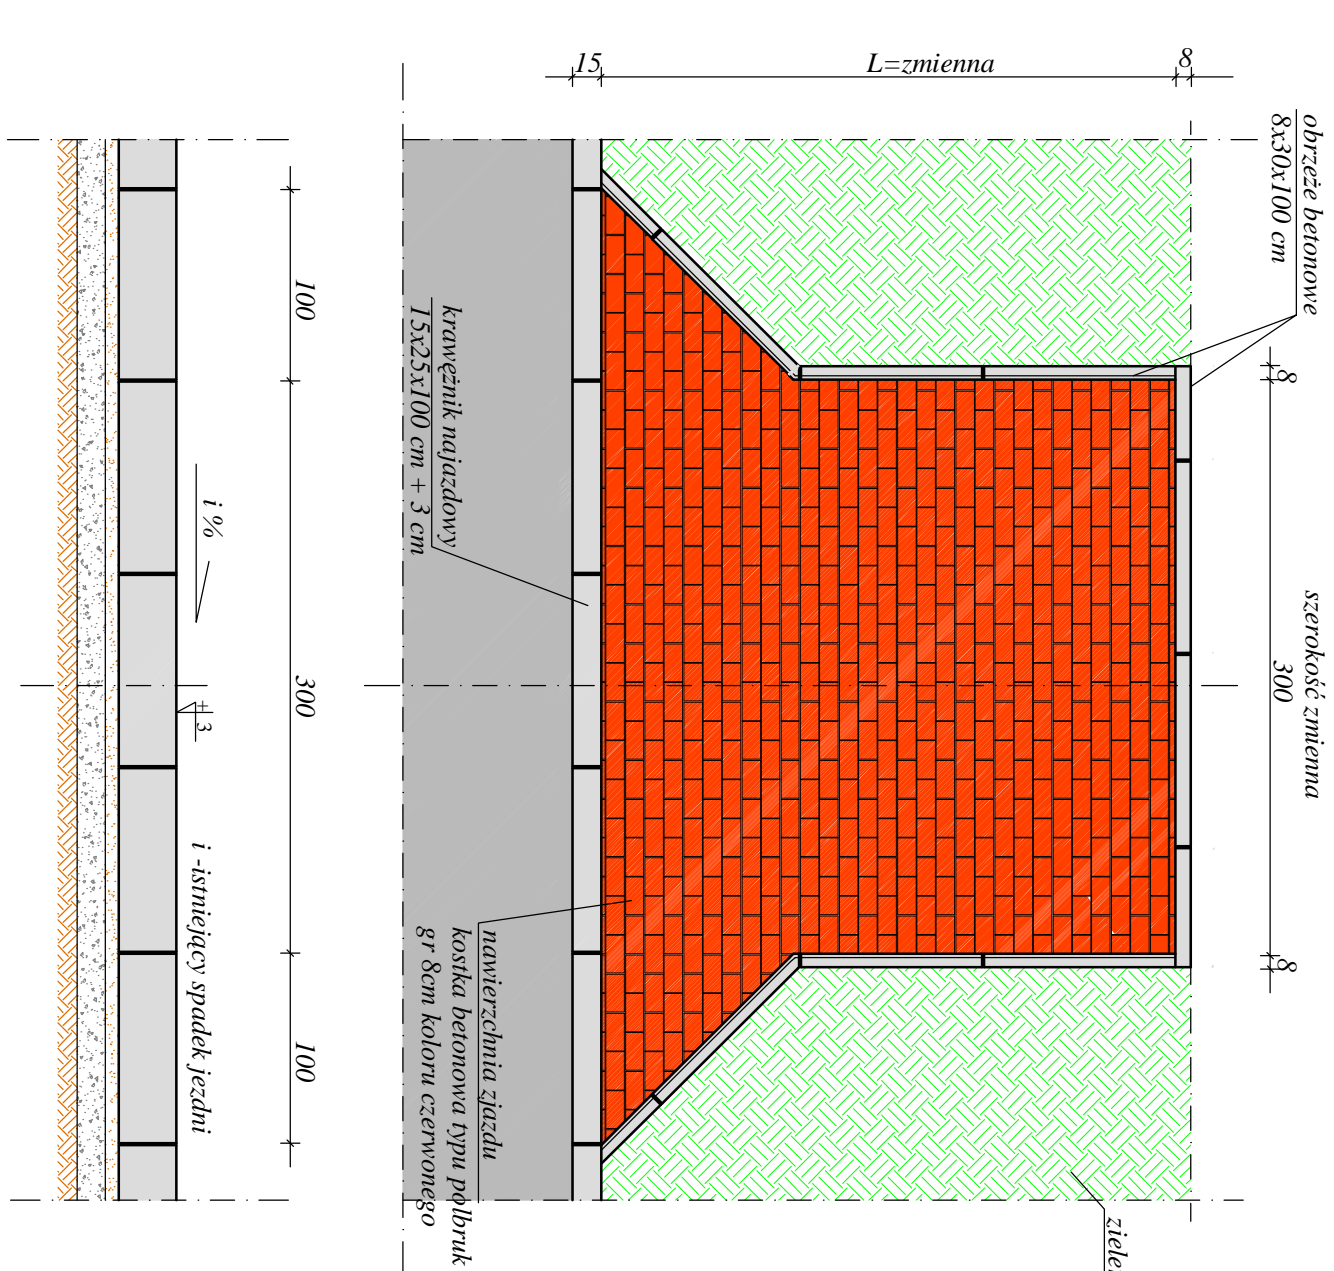 15
L=zmienna
8
obrzeże betonowe
8x30x100 cm
8
szerokość zmienna
300
8
krawężnik najazdowy
15x25x100 cm + 3 cm
nawierzchnia zjazdu
kostka betonowa typu polbruk
gr 8cm koloru czerwonego
100
300
100
i %
+ 3
i -istniejący spadek jezdni
ziele